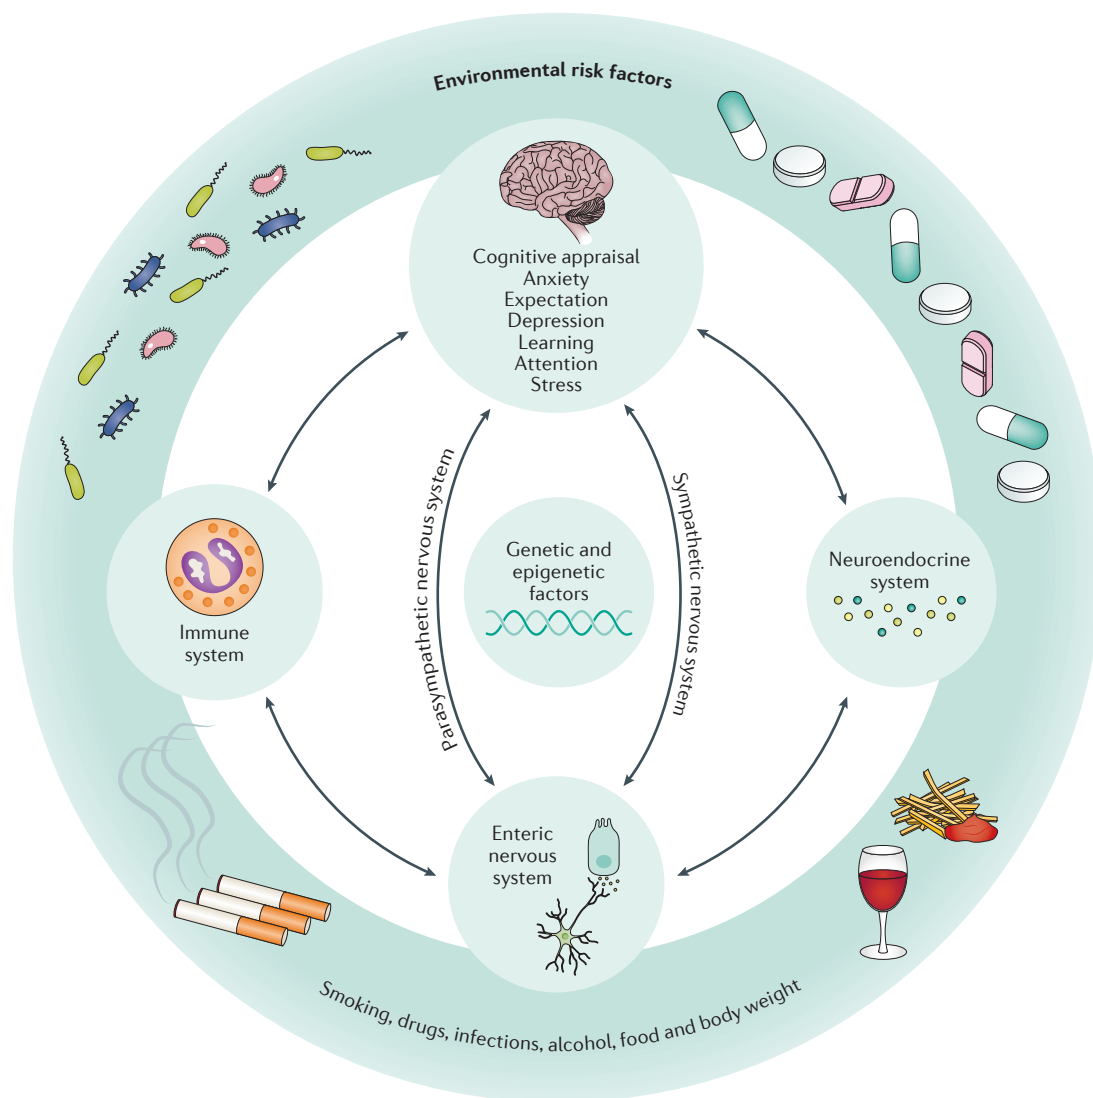 Environmental risk factors
Cognitive appraisal
Anxiety
Expectation
Depression
Learning
Attention
Stress
Parasympathetic nervous system
Sympathetic nervous system
Genetic and
epigenetic
factors
Immune
system
Neuroendocrine
system
Enteric
nervous
system
Smoking, drugs, infections, alcohol, food and body weight